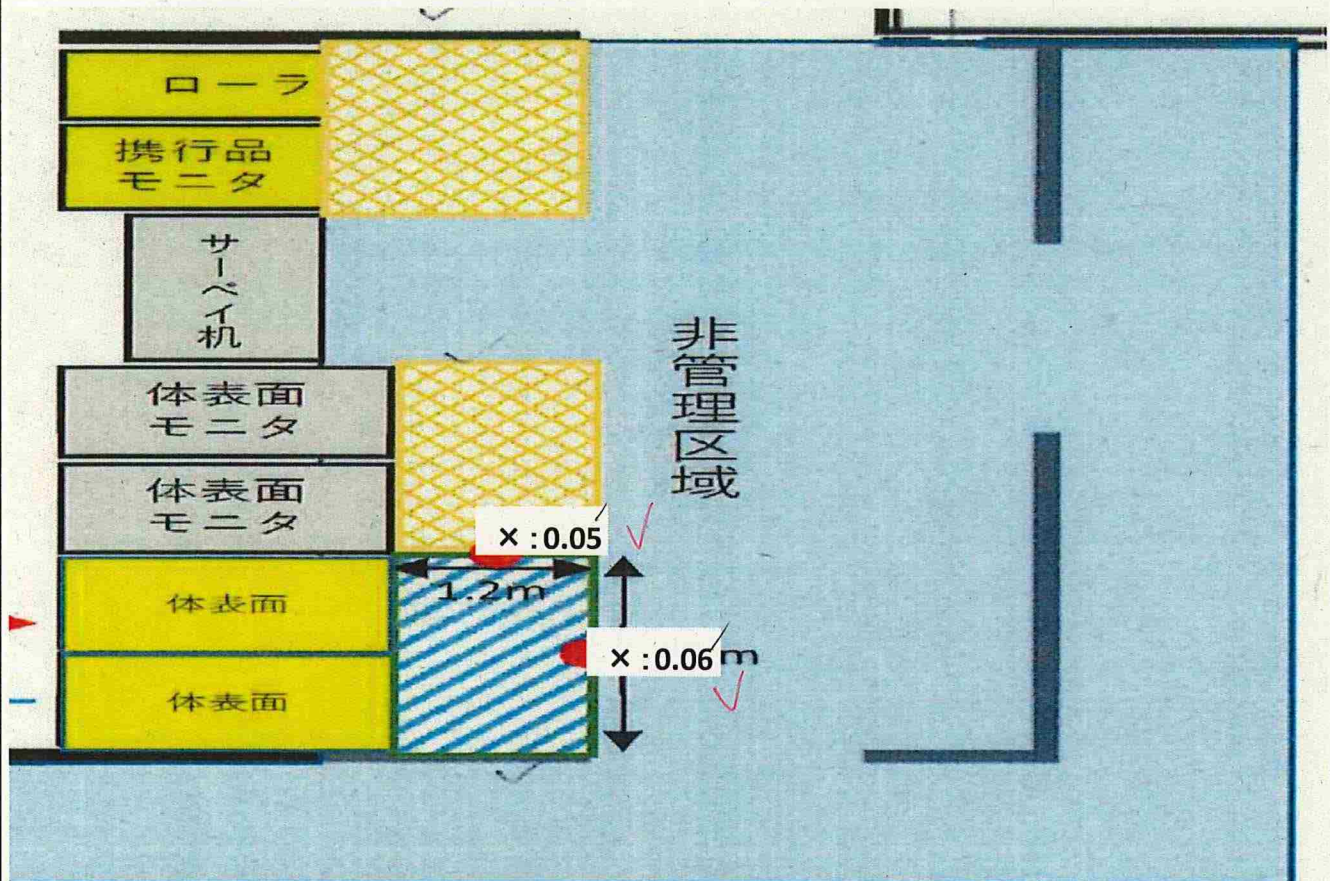 ローラ
携行品
モニタ
サーベイ机
体表面
モニタ
体表面
モニタ
非管理区域
×:0.05
1.2m
体表面
×:0.06
m
体表面